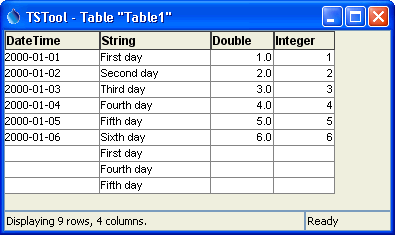 TSTool - Table "Table1"
DateTime String Double Integer
2000-01-01 First day 1.0 1
2000-01-02 Second day 2.0 2
2000-01-03 Third day 3.0 3
2000-01-04 Fourth day 4.0 4
2000-01-05 Fifth day 5.0 5
2000-01-06 Sixth day 6.0 6
First day
Fourth day
Fifth day
Displaying 9 rows, 4 columns. Ready